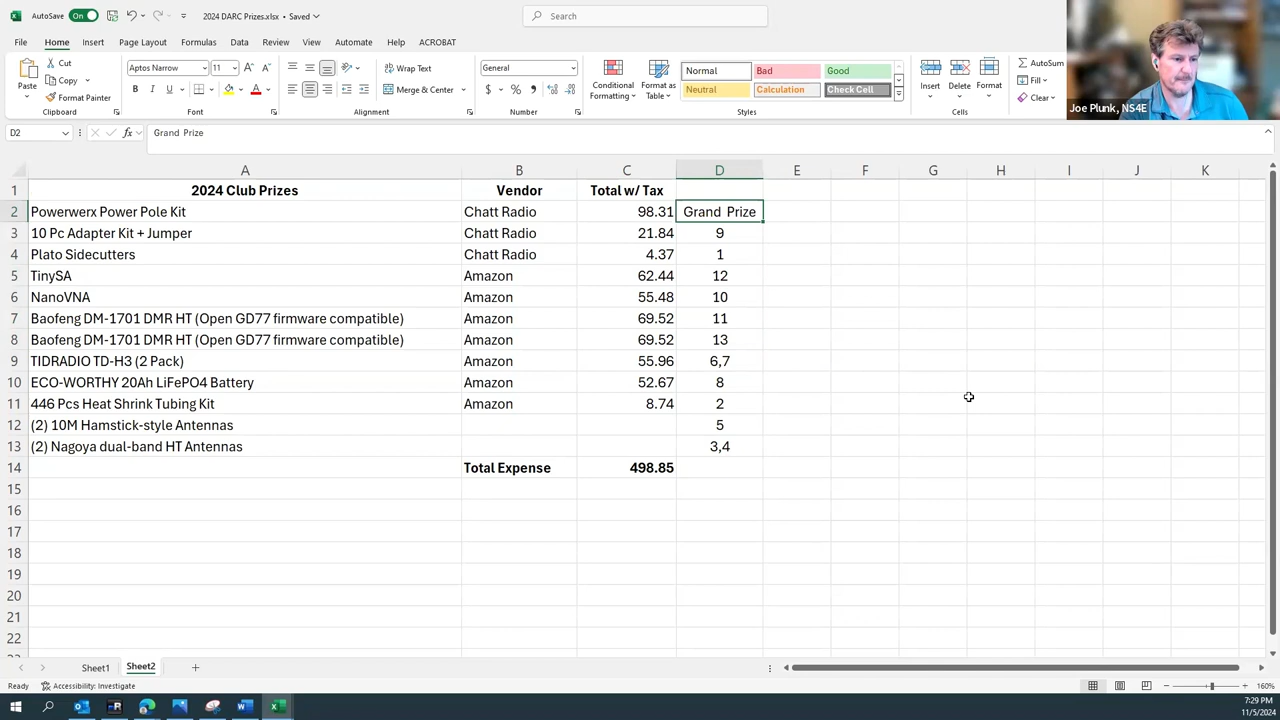 AutoSave On 2024 DARC Prizes.xlsx • Saved Search
File Home Insert Page Layout Formulas Data Review View Automate Help ACROBAT
Paste Cut Copy Format Painter Clipboard
Aptos Narrow 11 B I U A Font
Wrap Text Merge & Center Alignment
General $ % Number
Conditional Formatting Format as Table Normal Bad Good Neutral Calculation Check Cell Styles
Insert Delete Format Cells
AutoSum Fill Clear
Joe Plunk, NS4E
D2 fx Grand Prize
A B C D E F G H I J K
1 2024 Club Prizes Vendor Total w/ Tax
2 Powerwerx Power Pole Kit Chatt Radio 98.31 Grand Prize
3 10 Pc Adapter Kit + Jumper Chatt Radio 21.84 9
4 Plato Sidecutters Chatt Radio 4.37 1
5 TinySA Amazon 62.44 12
6 NanoVNA Amazon 55.48 10
7 Baofeng DM-1701 DMR HT (Open GD77 firmware compatible) Amazon 69.52 11
8 Baofeng DM-1701 DMR HT (Open GD77 firmware compatible) Amazon 69.52 13
9 TIDRADIO TD-H3 (2 Pack) Amazon 55.96 6,7
10 ECO-WORTHY 20Ah LiFePO4 Battery Amazon 52.67 8
11 446 Pcs Heat Shrink Tubing Kit Amazon 8.74 2
12 (2) 10M Hamstick-style Antennas 5
13 (2) Nagoya dual-band HT Antennas 3,4
14 Total Expense 498.85
15
16
17
18
19
20
21
22
Sheet1 Sheet2
Ready Accessibility: Investigate 160%
7:29 PM
11/5/2024